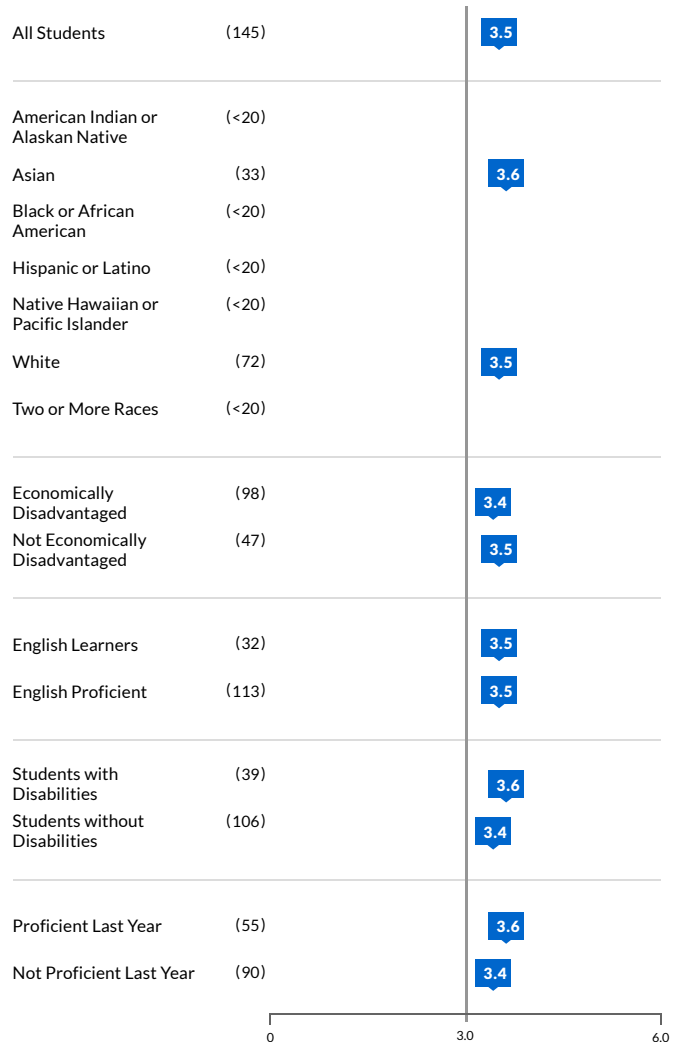 All Students (145) 3.5
American Indian or (<20)
Alaskan Native
Asian (33) 3.6
Black or African (<20)
American
Hispanic or Latino (<20)
Native Hawaiian or (<20)
Pacific Islander
White (72) 3.5
Two or More Races (<20)
Economically (98) 3.4
Disadvantaged
Not Economically (47) 3.5
Disadvantaged
English Learners (32) 3.5
English Proficient (113) 3.5
Students with (39) 3.6
Disabilities
Students without (106) 3.4
Disabilities
Proficient Last Year (55) 3.6
Not Proficient Last Year (90) 3.4
0 3.0 6.0